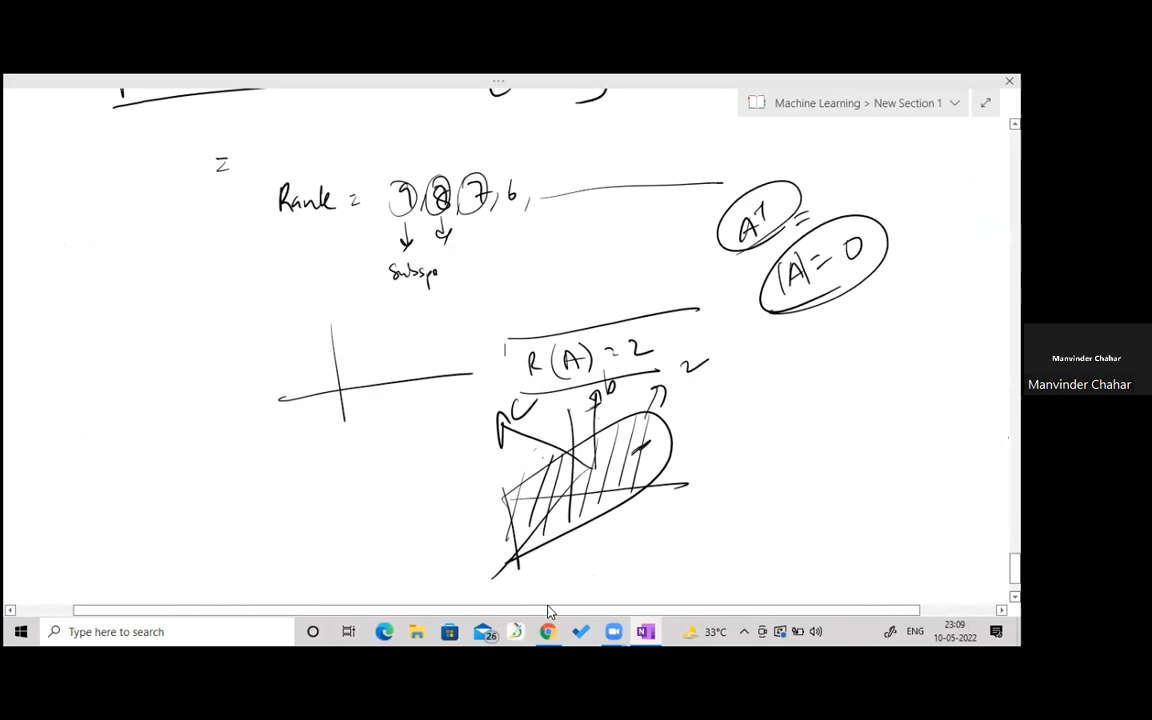 Machine Learning > New Section 1
Rank = 9, 8, 7, 6,
Subspa
|A| = 0
R(A) = 2
b
C
Manvinder Chahar
Manvinder Chahar
Type here to search
26
33°C
ENG
23:09
10-05-2022